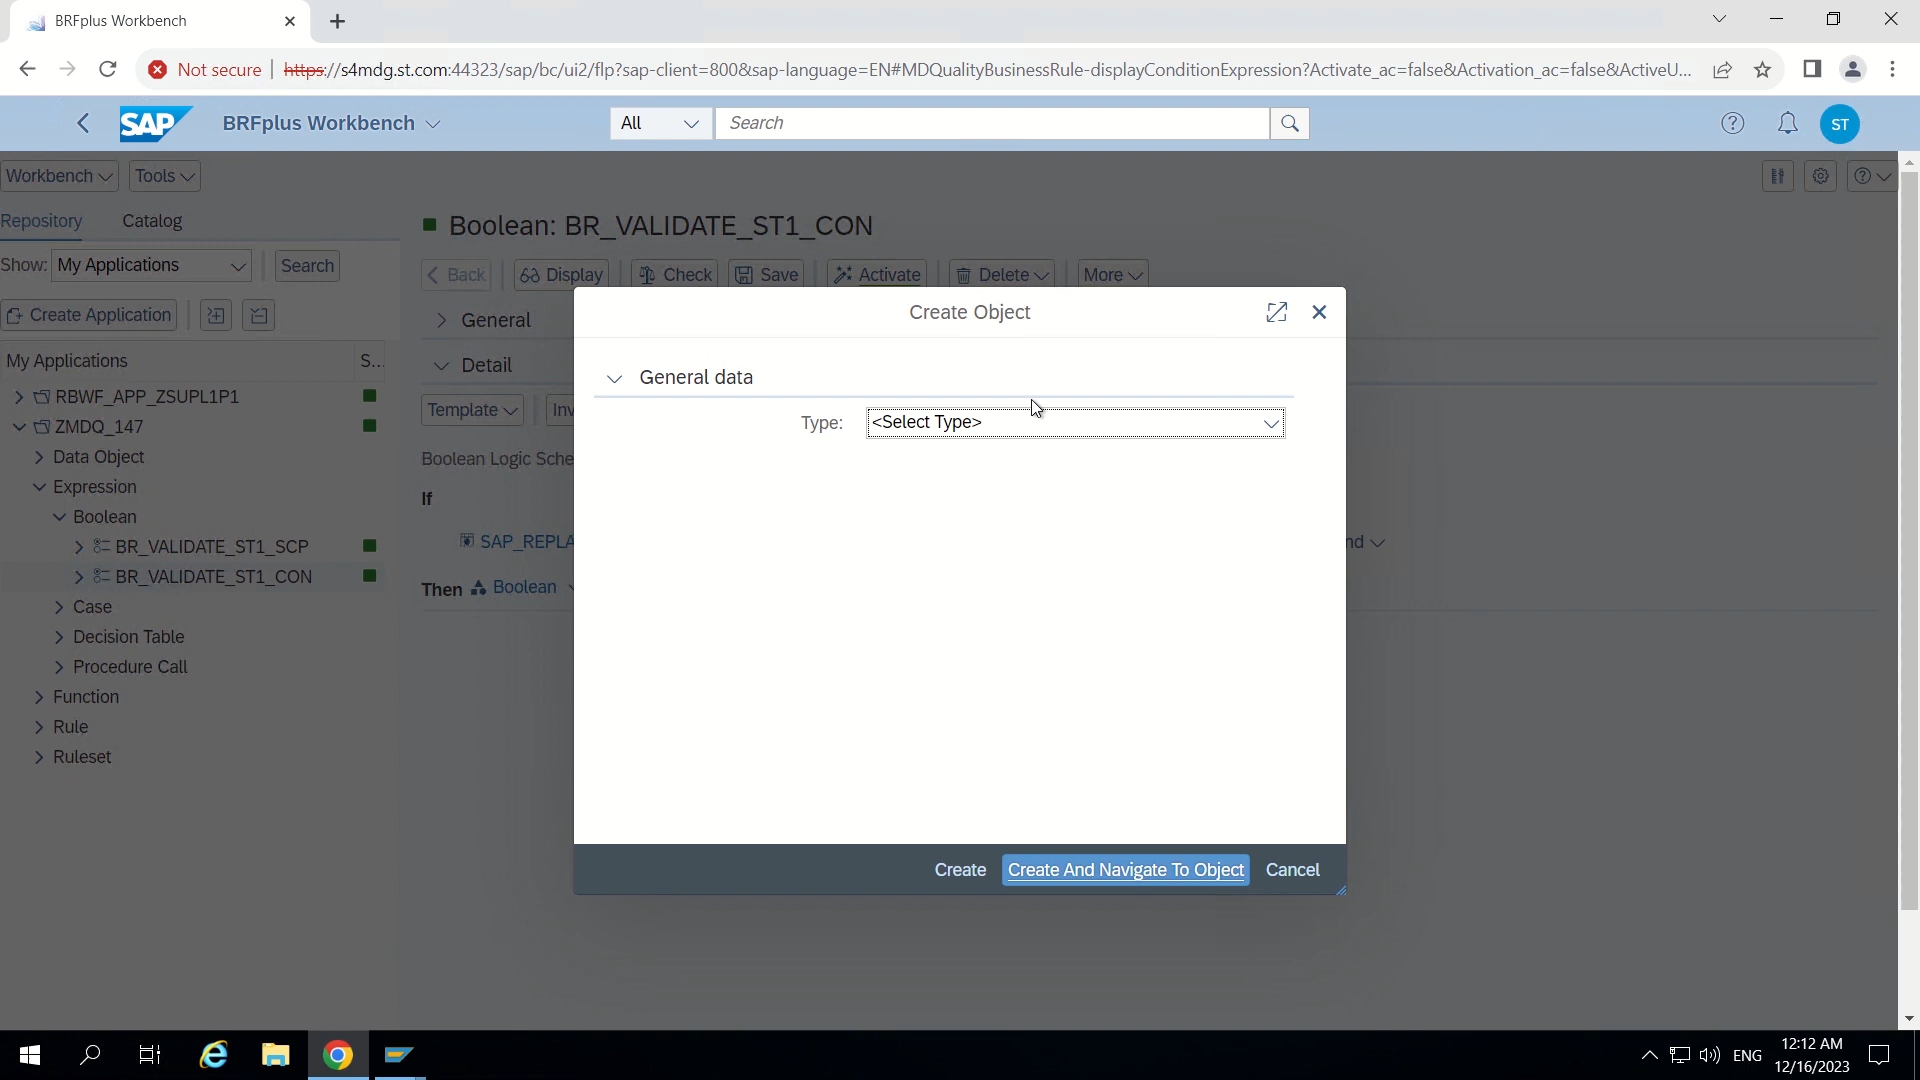 BRFplus Workbench
Not secure
https://s4mdg.st.com:44323/sap/bc/ui2/flp?sap-client=800&sap-language=EN#MDQualityBusinessRule-displayConditionExpression?Activate_ac=false&Activation_ac=false&ActiveU...
SAP
BRFplus Workbench
All
Search
ST
Workbench
Tools
Repository
Catalog
Show:
My Applications
Search
Create Application
My Applications
S...
RBWF_APP_ZSUPL1P1
ZMDQ_147
Data Object
Expression
Boolean
BR_VALIDATE_ST1_SCP
BR_VALIDATE_ST1_CON
Case
Decision Table
Procedure Call
Function
Rule
Ruleset
Boolean: BR_VALIDATE_ST1_CON
Back
Display
Check
Save
Activate
Delete
More
General
Detail
Template
Inv
Boolean Logic Sche
If
SAP_REPLA
nd
Then
Boolean
Create Object
General data
Type:
<Select Type>
Create
Create And Navigate To Object
Cancel
ENG
12:12 AM
12/16/2023